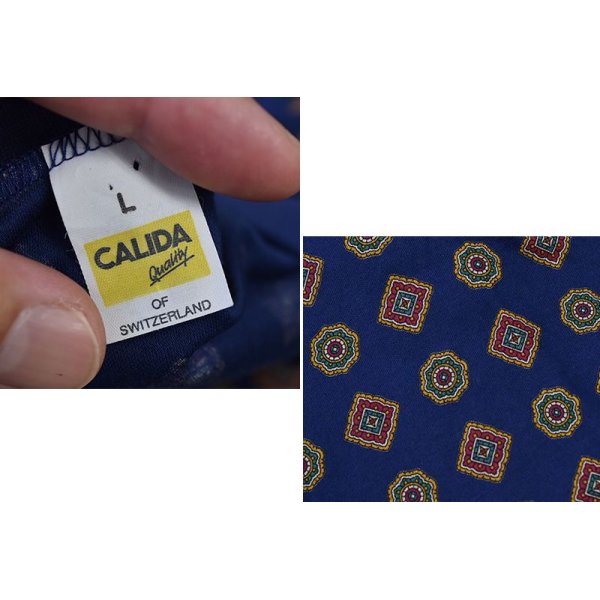 L
CALIDA
Quality
OF
SWITZERLAND